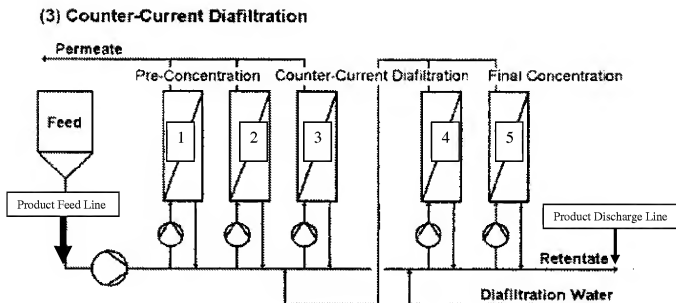 (3) Counter-Current Diafiltration
Permeate
Pre-Concentration Counter-Current Diafiltration Final Concentration
Feed
1 2 3 4 5
Product Feed Line
Product Discharge Line
Retentate
Diafiltration Water